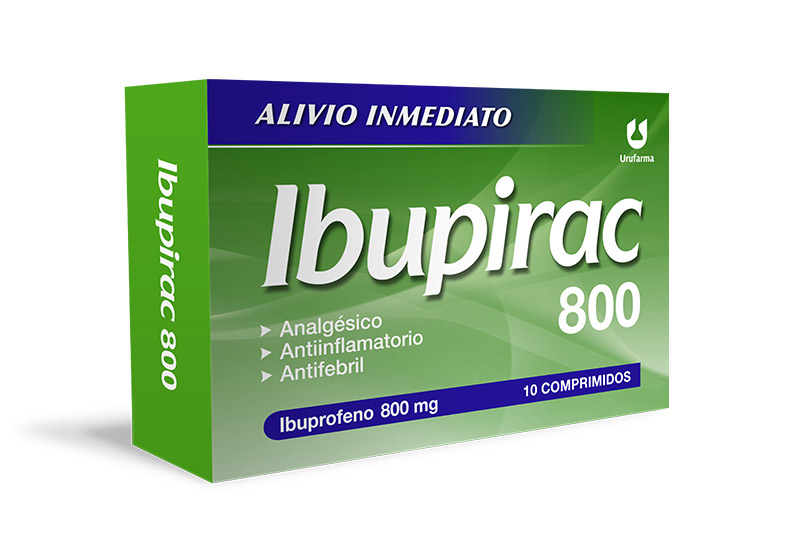 ALIVIO INMEDIATO
Urufarma
Ibupirac
800
Analgésico
Antiinflamatorio
Antifebril
Ibuprofeno 800 mg
10 COMPRIMIDOS
Ibupirac 800